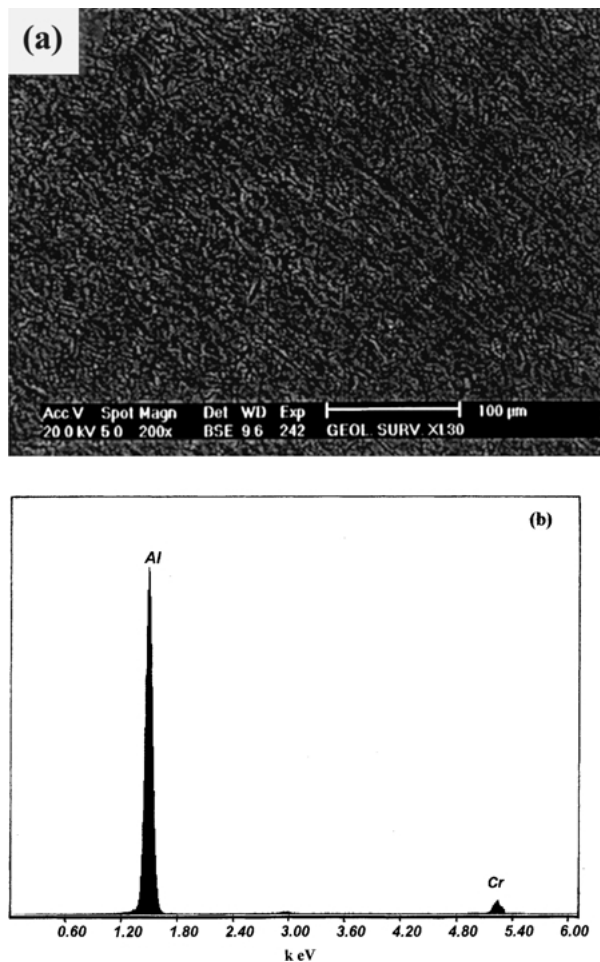 (a)
Acc V Spot Magn Det WD Exp 100 µm
20.0 kV 5.0 200x BSE 9.6 242 GEOL. SURV. XL30
(b)
Al
Cr
0.60 1.20 1.80 2.40 3.00 3.60 4.20 4.80 5.40 6.00
k eV